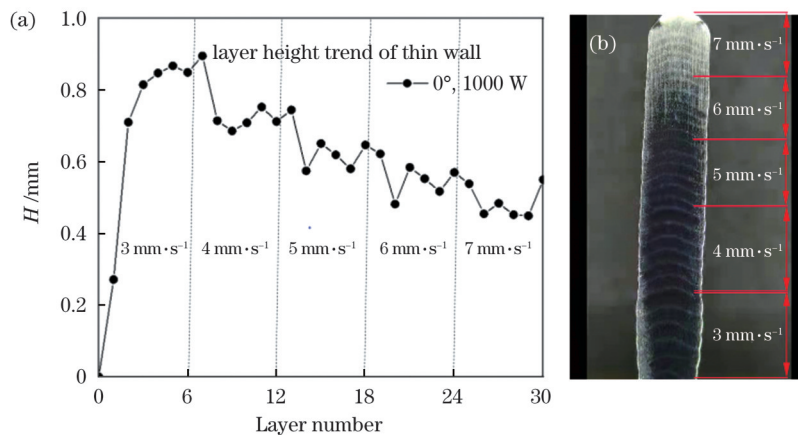 (a)
1.0
0.8
0.6
0.4
0.2
0
H/mm
layer height trend of thin wall
0°, 1000 W
3 mm·s⁻¹
4 mm·s⁻¹
5 mm·s⁻¹
6 mm·s⁻¹
7 mm·s⁻¹
0
6
12
18
24
30
Layer number
(b)
7 mm·s⁻¹
6 mm·s⁻¹
5 mm·s⁻¹
4 mm·s⁻¹
3 mm·s⁻¹